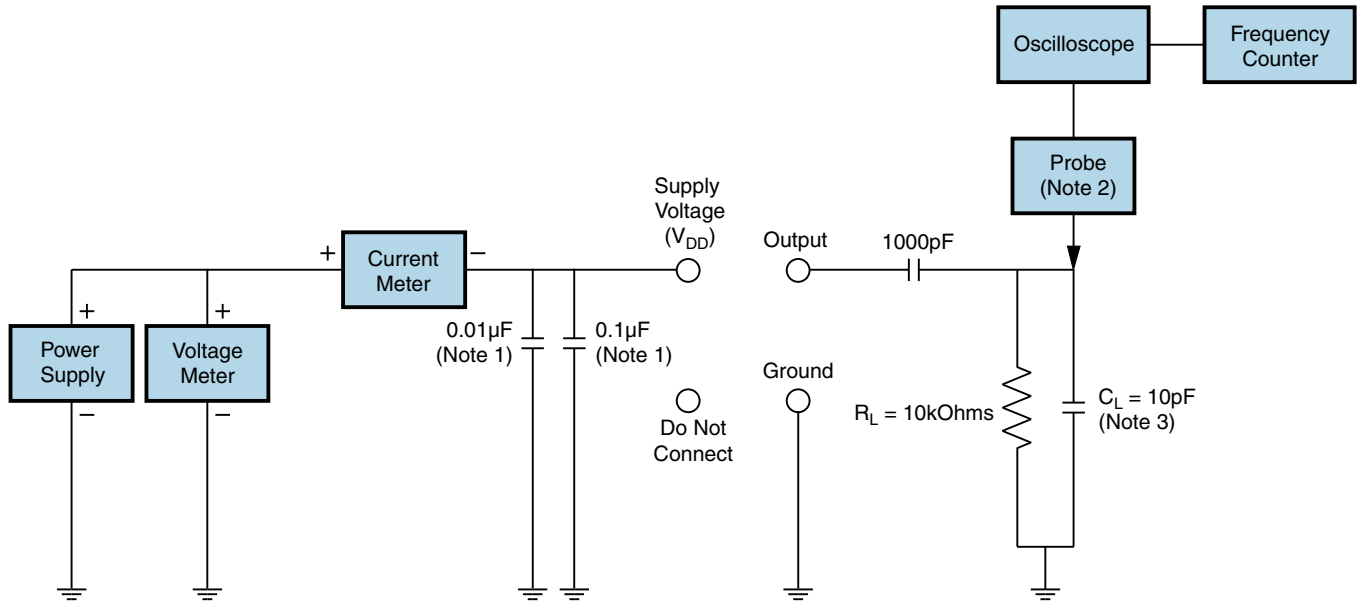 Oscilloscope
Frequency
Counter
Probe
(Note 2)
Supply
Voltage
(V_DD)
Output
1000pF
+
Current
Meter
−
+
Power
Supply
−
+
Voltage
Meter
−
0.01µF
(Note 1)
0.1µF
(Note 1)
Do Not
Connect
Ground
R_L = 10kOhms
C_L = 10pF
(Note 3)